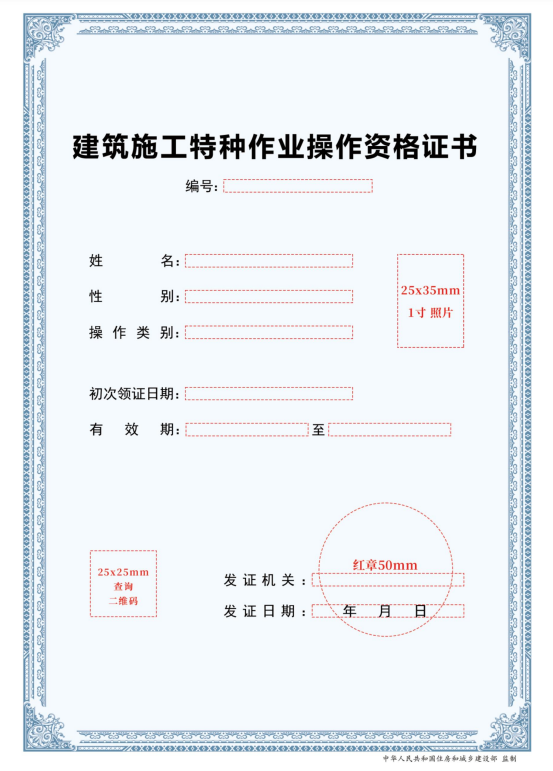 建筑施工特种作业操作资格证书
编号:
姓名:
25x35mm
1寸 照片
性别:
操作类别:
初次领证日期:
有效期: 至
红章50mm
25x25mm
查询
二维码
发证机关:
发证日期: 年 月 日
中华人民共和国住房和城乡建设部 监制